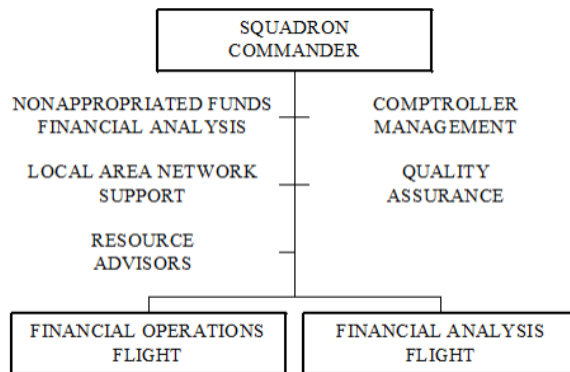 SQUADRON
COMMANDER
NONAPPROPRIATED FUNDS
FINANCIAL ANALYSIS
COMPTROLLER
MANAGEMENT
LOCAL AREA NETWORK
SUPPORT
QUALITY
ASSURANCE
RESOURCE
ADVISORS
FINANCIAL OPERATIONS
FLIGHT
FINANCIAL ANALYSIS
FLIGHT